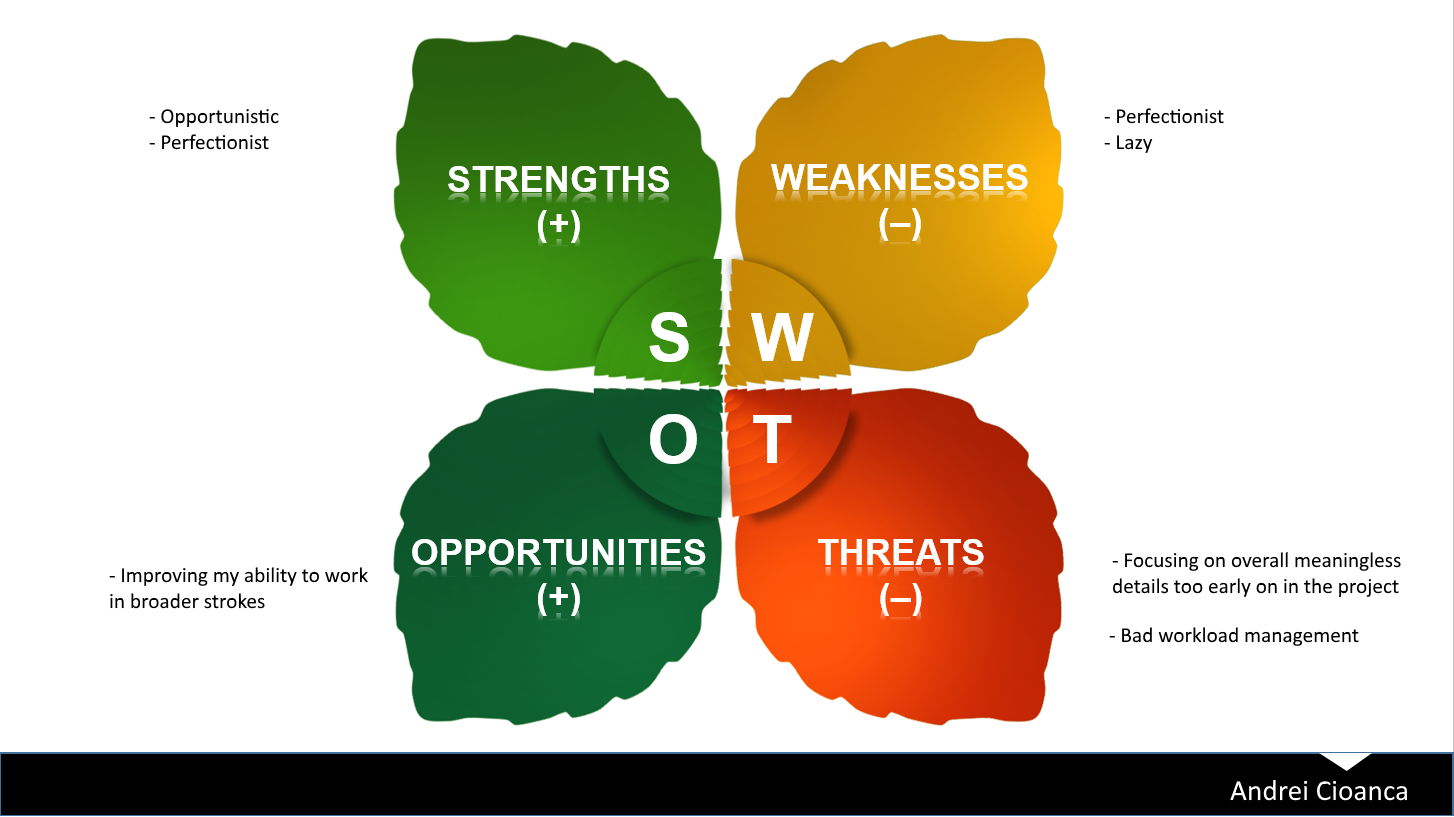 - Opportunistic
- Perfectionist
STRENGTHS
(+)
WEAKNESSES
(–)
- Perfectionist
- Lazy
S
W
O
T
- Improving my ability to work
in broader strokes
OPPORTUNITIES
(+)
THREATS
(–)
- Focusing on overall meaningless
details too early on in the project
- Bad workload management
Andrei Cioanca